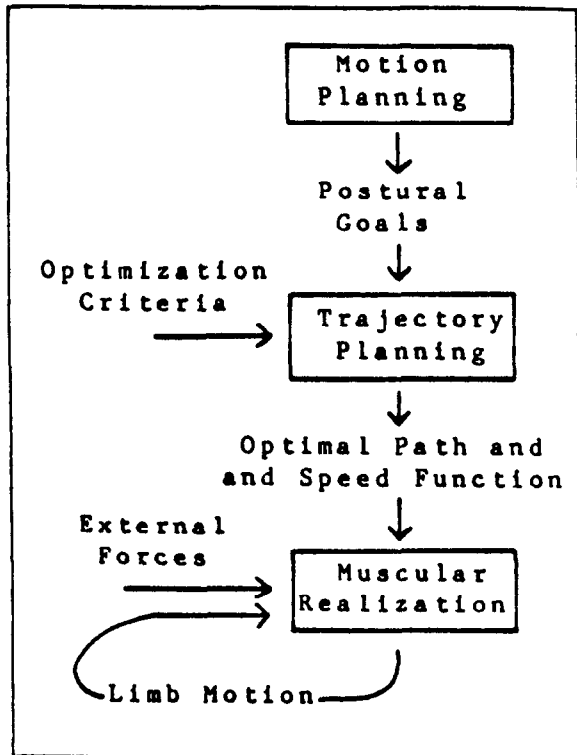 Motion
Planning
Postural
Goals
Optimization
Criteria
Trajectory
Planning
Optimal Path and
and Speed Function
External
Forces
Muscular
Realization
Limb Motion